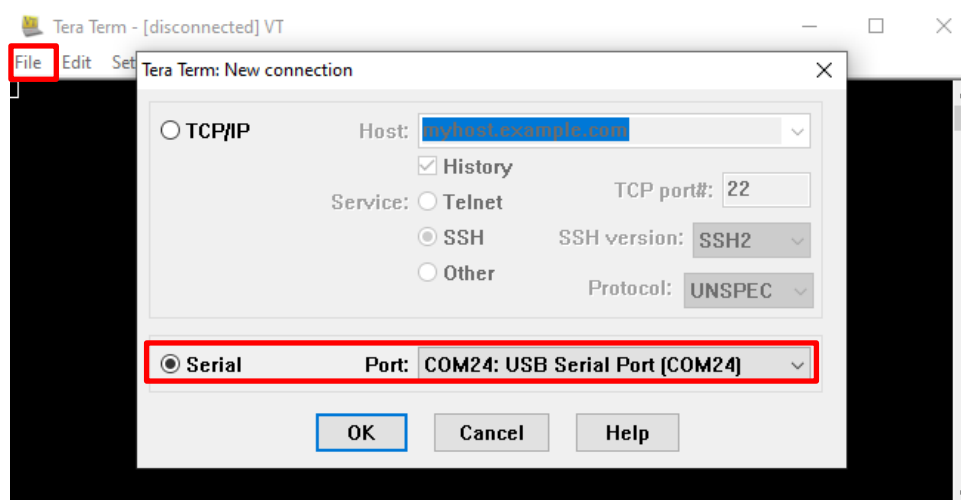 Tera Term - [disconnected] VT
File Edit Set
Tera Term: New connection
TCP/IP Host: myhost.example.com
History
Service: Telnet TCP port#: 22
SSH SSH version: SSH2
Other Protocol: UNSPEC
Serial Port: COM24: USB Serial Port (COM24)
OK Cancel Help